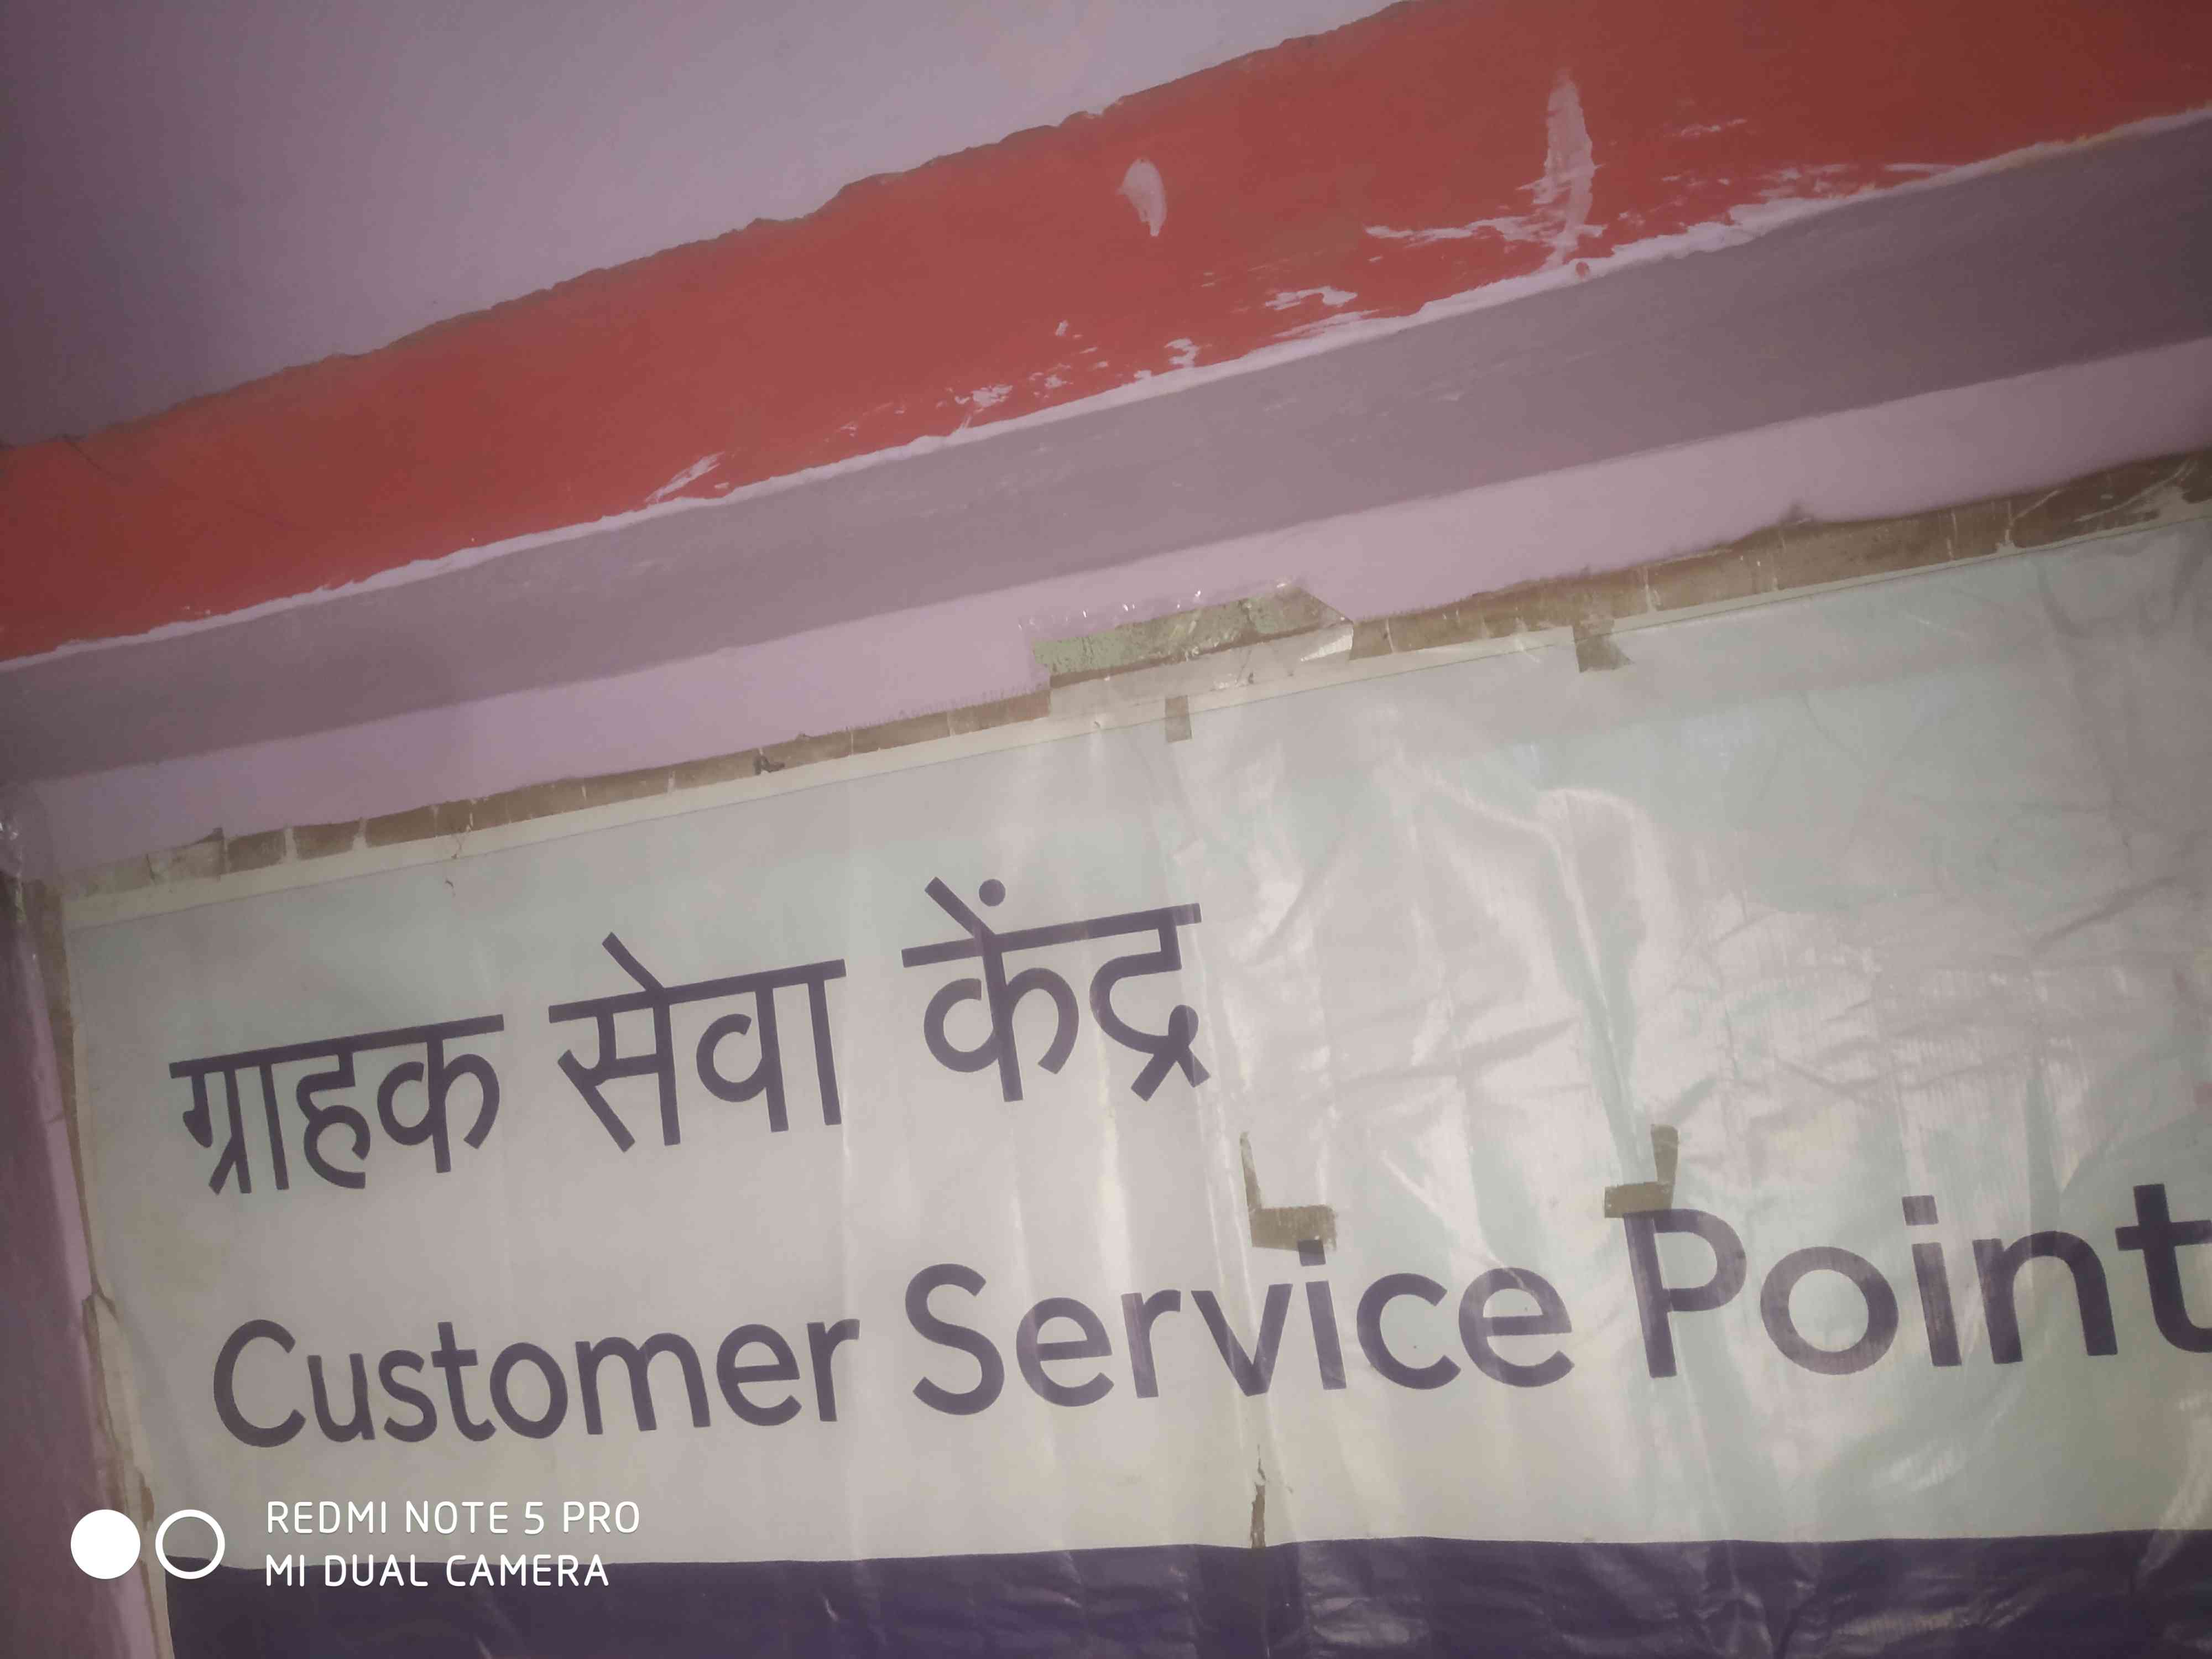 ग्राहक सेवा केंद्र
Customer Service Point
REDMI NOTE 5 PRO
MI DUAL CAMERA